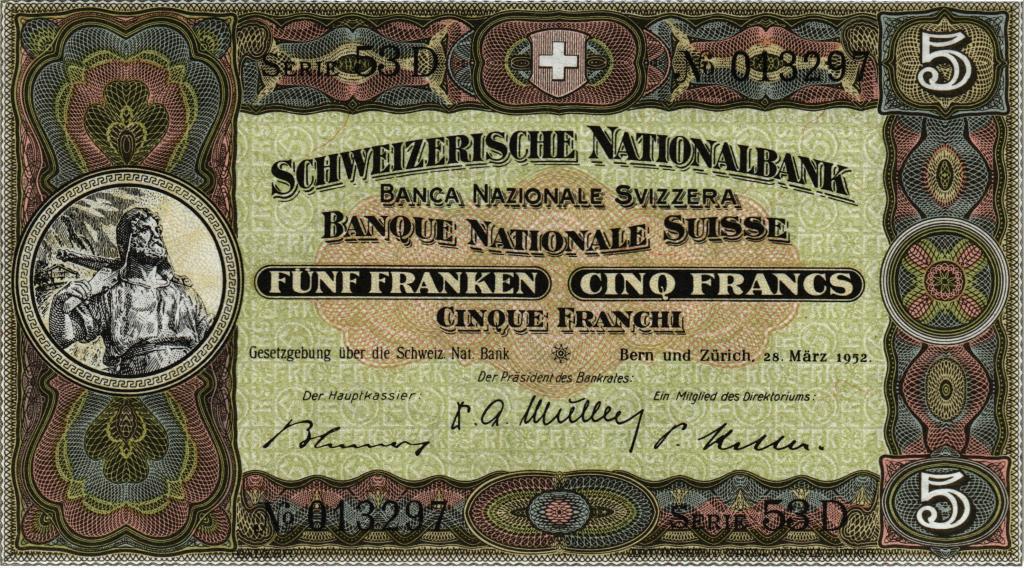 SERIE 53 D No 013297 5
SCHWEIZERISCHE NATIONALBANK
BANCA NAZIONALE SVIZZERA
BANQUE NATIONALE SUISSE
FÜNF FRANKEN CINQ FRANCS
CINQUE FRANCHI
Gesetzgebung über die Schweiz. Nat. Bank Bern und Zürich, 28. März 1952.
Der Präsident des Bankrates:
Der Hauptkassier: Ein Mitglied des Direktoriums:
No 013297 SERIE 53 D 5